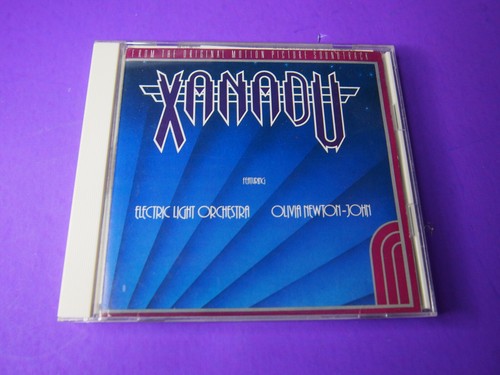 FROM THE ORIGINAL MOTION PICTURE SOUNDTRACK
XANADU
FEATURING
ELECTRIC LIGHT ORCHESTRA OLIVIA NEWTON-JOHN